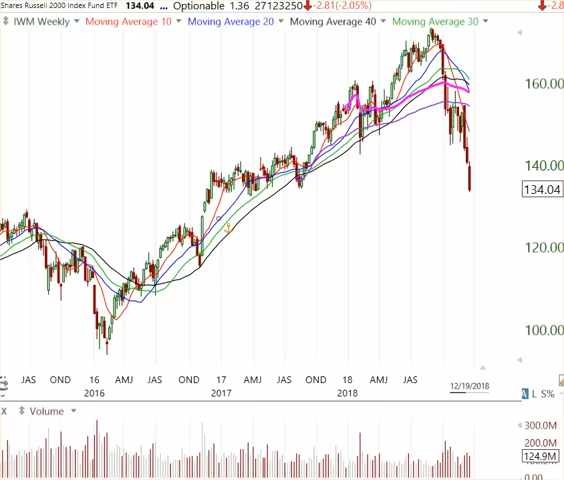 Shares Russell 2000 Index Fund ETF 134.04 ... Optionable 1.36 27123250 -2.81(-2.05%) -2.8
IWM Weekly Moving Average 10 Moving Average 20 Moving Average 40 Moving Average 30
160.00
140.00
134.04
120.00
100.00
JAS OND 16 AMJ JAS OND 17 AMJ JAS OND 18 AMJ JAS 12/19/2018
2016 2017 2018
A L S%
X Volume
300.0M
200.0M
124.9M
0.00